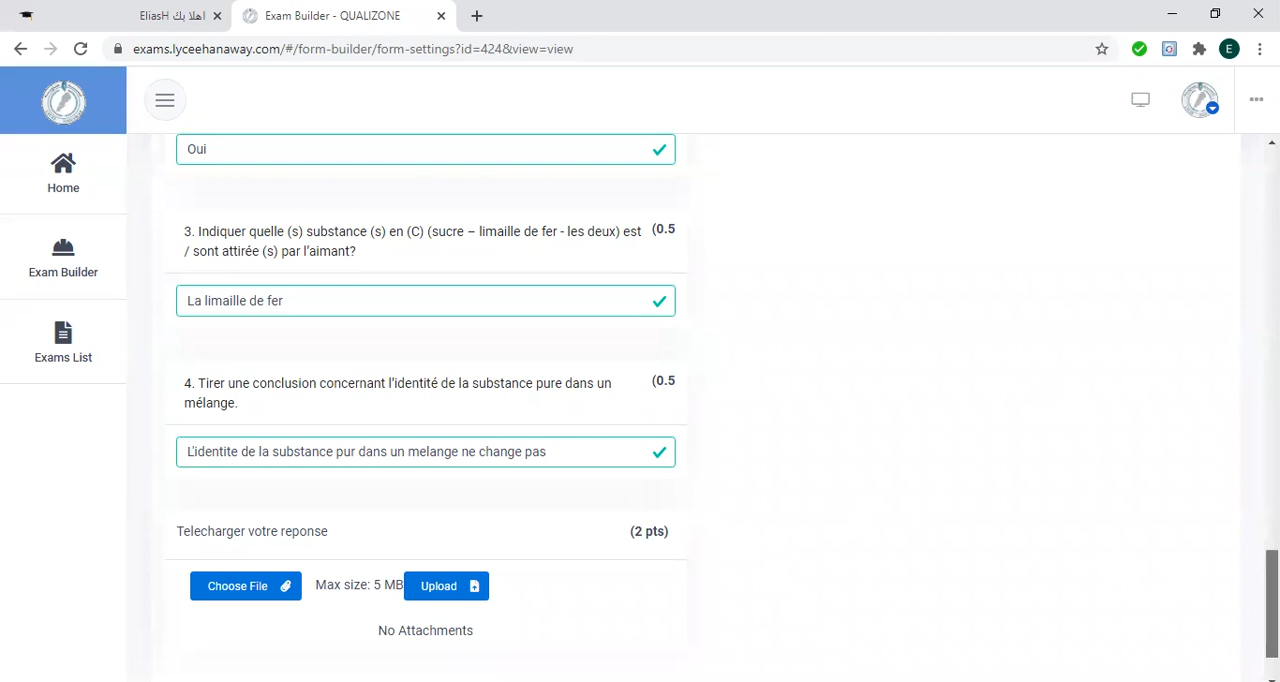 اهلا بك EliasH
Exam Builder - QUALIZONE
exams.lyceehanaway.com/#/form-builder/form-settings?id=424&view=view
E
Home
Exam Builder
Exams List
Oui
3. Indiquer quelle (s) substance (s) en (C) (sucre – limaille de fer - les deux) est (0.5
/ sont attirée (s) par l'aimant?
La limaille de fer
4. Tirer une conclusion concernant l'identité de la substance pure dans un (0.5
mélange.
L'identite de la substance pur dans un melange ne change pas
Telecharger votre reponse (2 pts)
Choose File Max size: 5 MB Upload
No Attachments